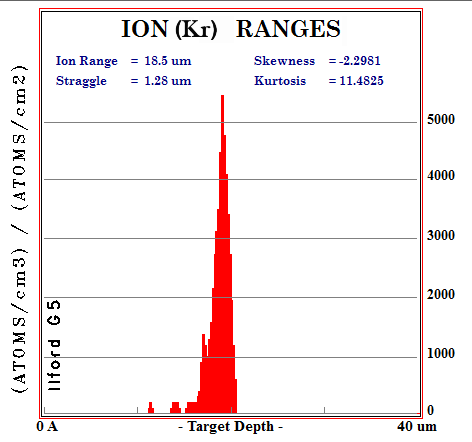 ION (Kr) RANGES
Ion Range = 18.5 um Skewness = -2.2981
Straggle = 1.28 um Kurtosis = 11.4825
(ATOMS/cm3) / (ATOMS/cm2)
5000
4000
3000
2000
1000
0
Ilford G5
0 A - Target Depth - 40 um